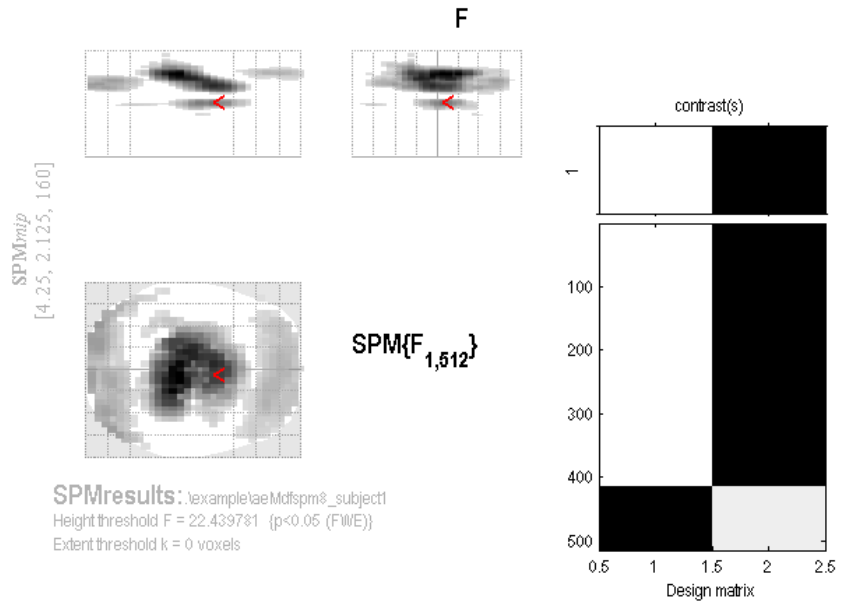 F
SPMmip
[4.25, 2.125, 160]
<
<
<
SPM{F1,512}
SPMresults: .\example\aeMdfspm8_subject1
Height threshold F = 22.439781 {p<0.05 (FWE)}
Extent threshold k = 0 voxels
contrast(s)
1
100
200
300
400
500
0.5 1 1.5 2 2.5
Design matrix